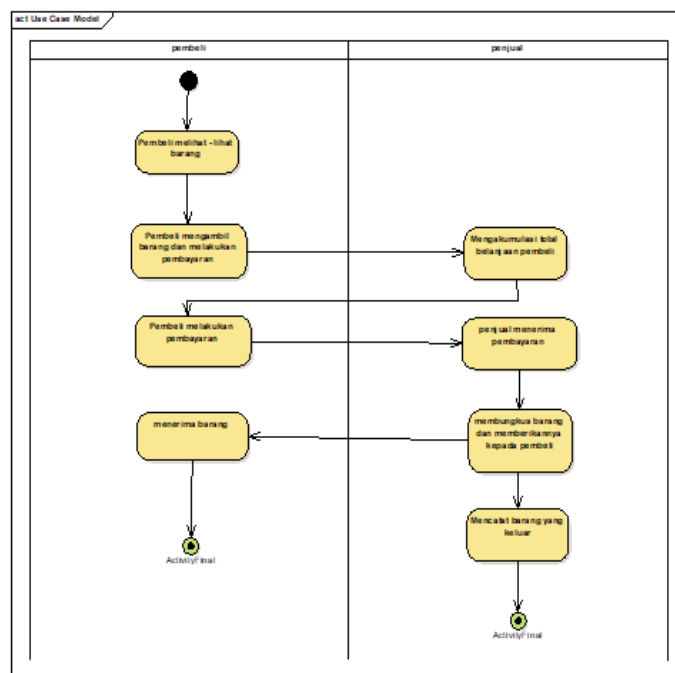 act Use Case Model
pembeli
penjual
Pembeli melihat - lihat
barang
Pembeli mengambil
barang dan melakukan
pembayaran
Mengakumulasi total
belanjaan pembeli
Pembeli melakukan
pembayaran
penjual menerima
pembayaran
menerima barang
membungkua barang
dan memberikannya
kepada pembeli
Mencatat barang yang
keluar
ActivityFinal
ActivityFinal